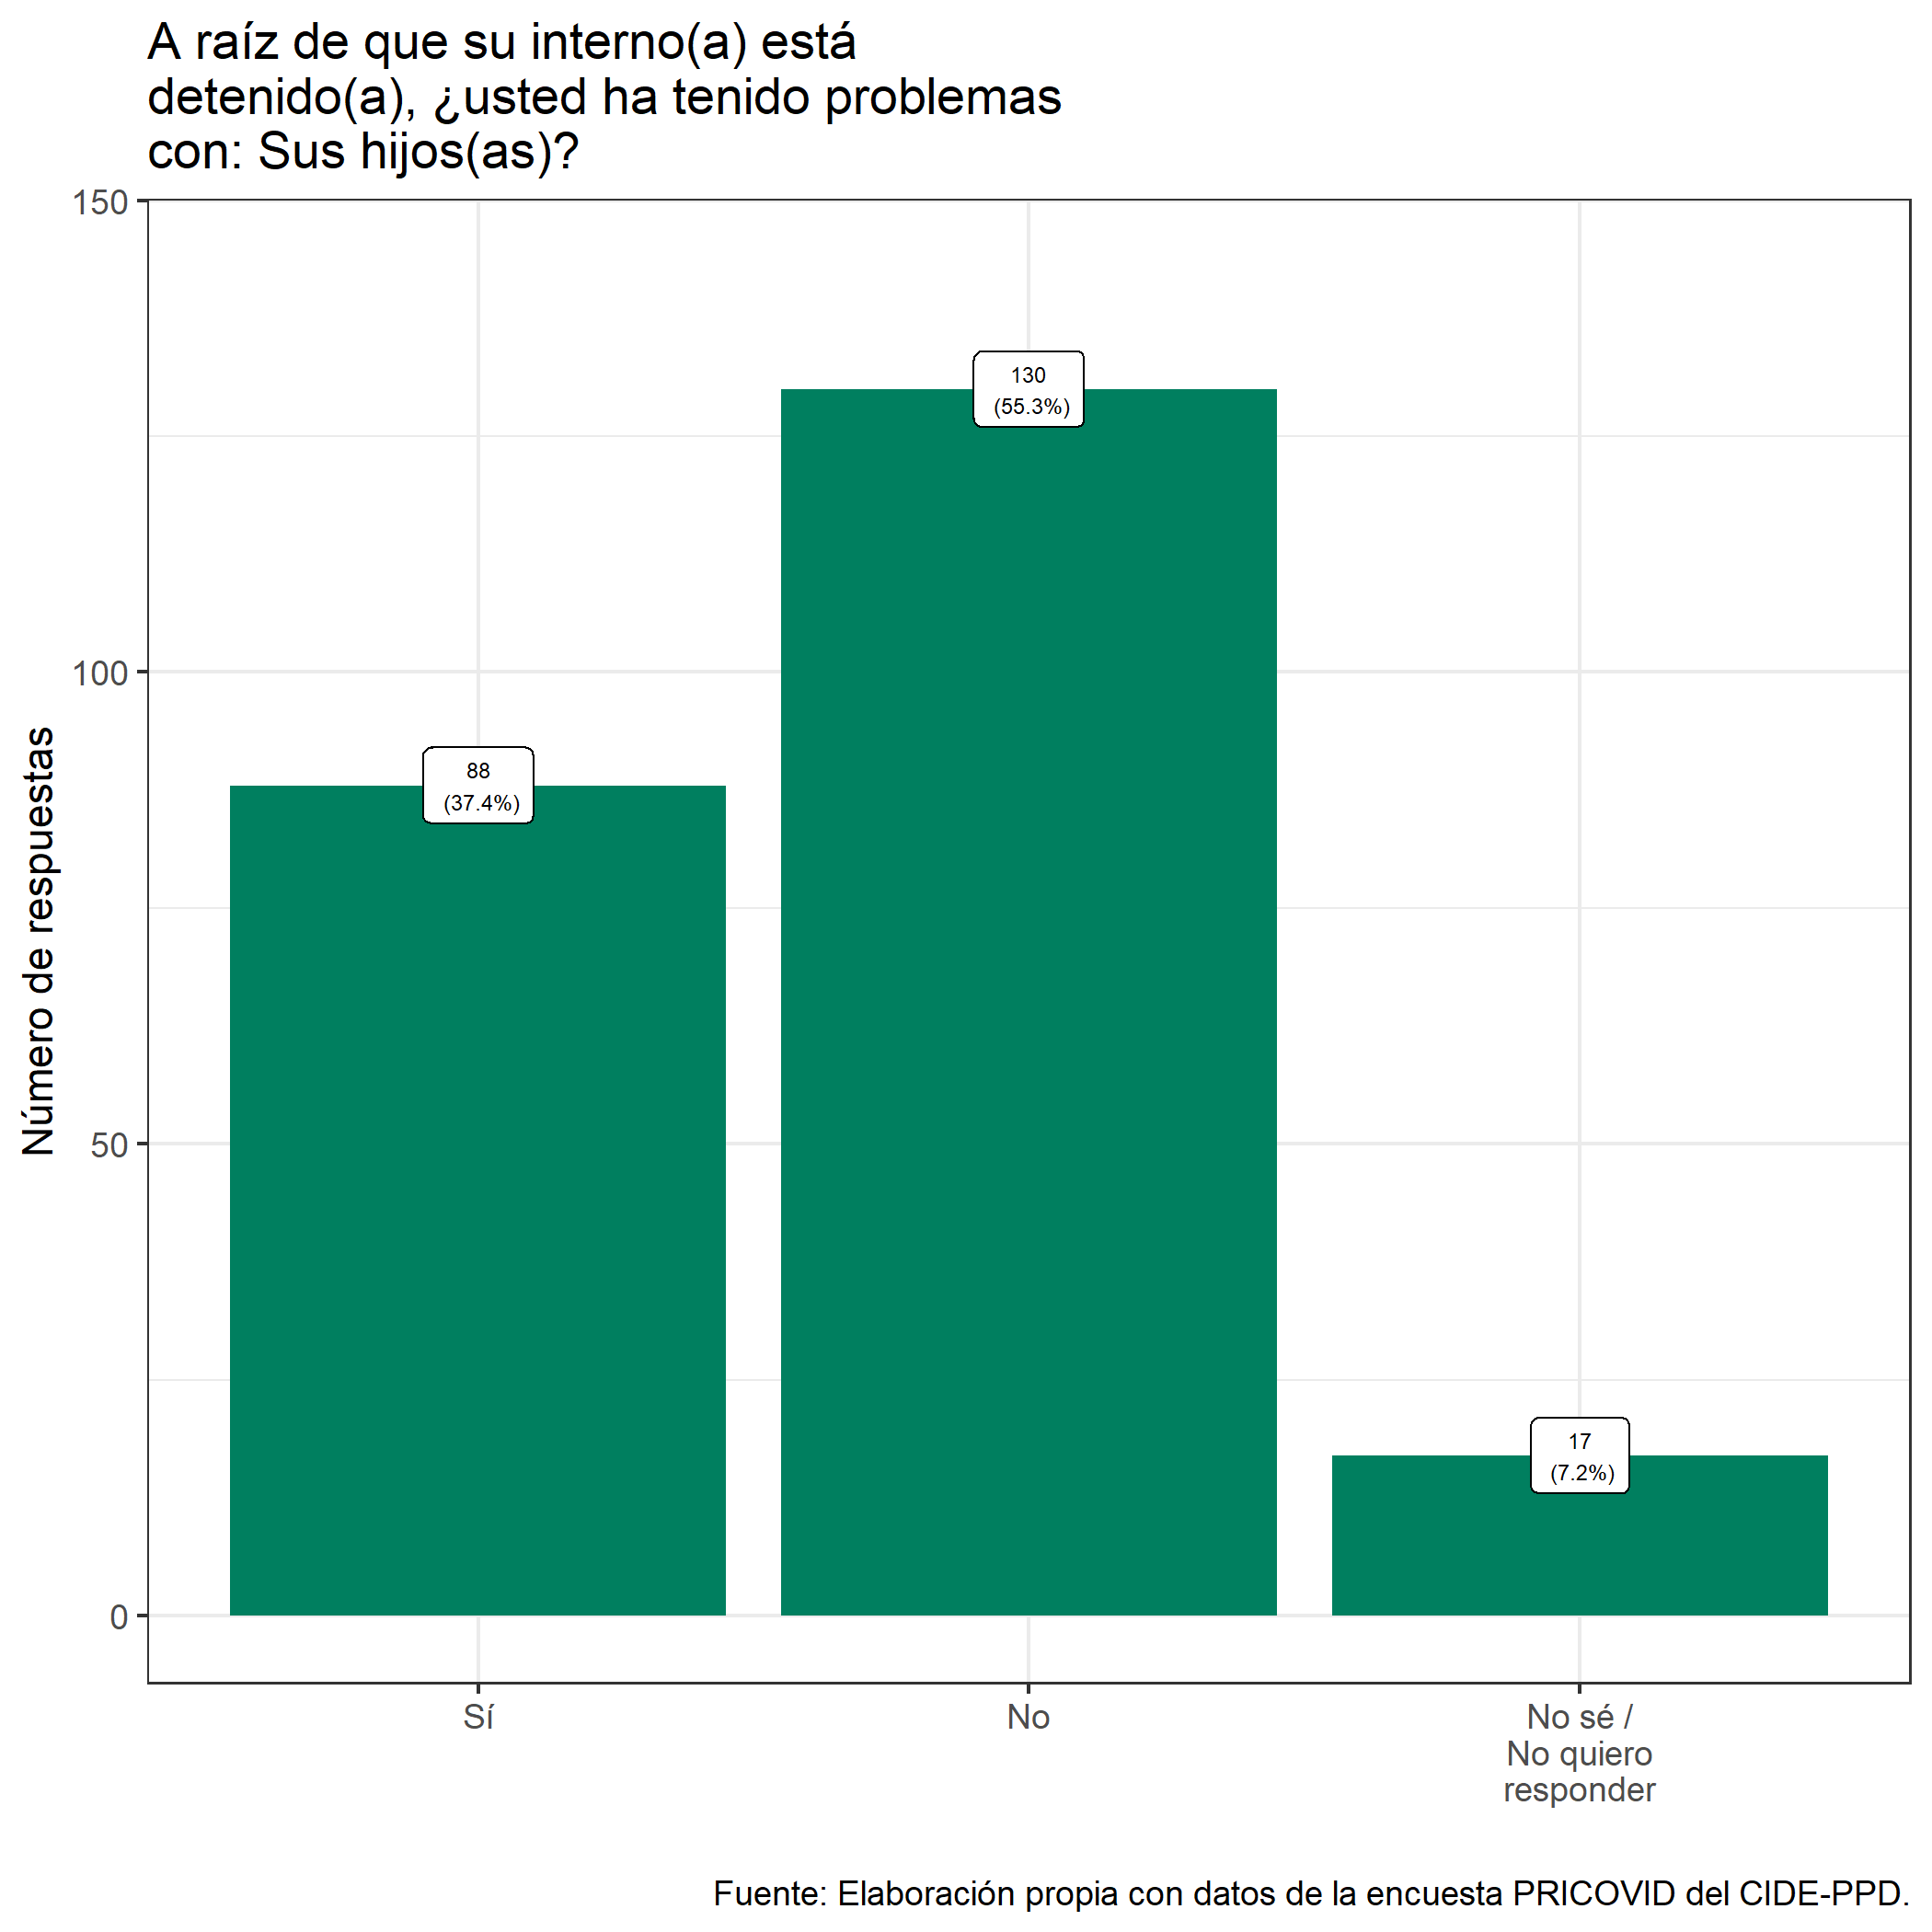 A raíz de que su interno(a) está
detenido(a), ¿usted ha tenido problemas
con: Sus hijos(as)?
150
100
50
0
Número de respuestas
88
(37.4%)
130
(55.3%)
17
(7.2%)
Sí
No
No sé /
No quiero
responder
Fuente: Elaboración propia con datos de la encuesta PRICOVID del CIDE-PPD.